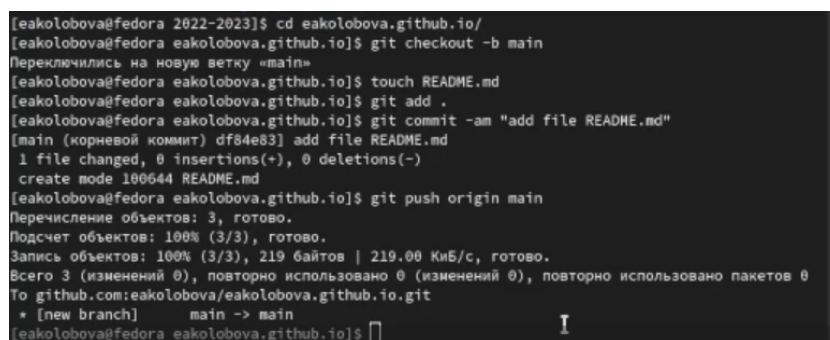 [eakolobova@fedora 2022-2023]$ cd eakolobova.github.io/
[eakolobova@fedora eakolobova.github.io]$ git checkout -b main
Переключились на новую ветку «main»
[eakolobova@fedora eakolobova.github.io]$ touch README.md
[eakolobova@fedora eakolobova.github.io]$ git add .
[eakolobova@fedora eakolobova.github.io]$ git commit -am "add file README.md"
[main (корневой коммит) df84e83] add file README.md
 1 file changed, 0 insertions(+), 0 deletions(-)
 create mode 100644 README.md
[eakolobova@fedora eakolobova.github.io]$ git push origin main
Перечисление объектов: 3, готово.
Подсчет объектов: 100% (3/3), готово.
Запись объектов: 100% (3/3), 219 байтов | 219.00 КиБ/с, готово.
Всего 3 (изменений 0), повторно использовано 0 (изменений 0), повторно использовано пакетов 0
To github.com:eakolobova/eakolobova.github.io.git
 * [new branch]      main -> main
[eakolobova@fedora eakolobova.github.io]$